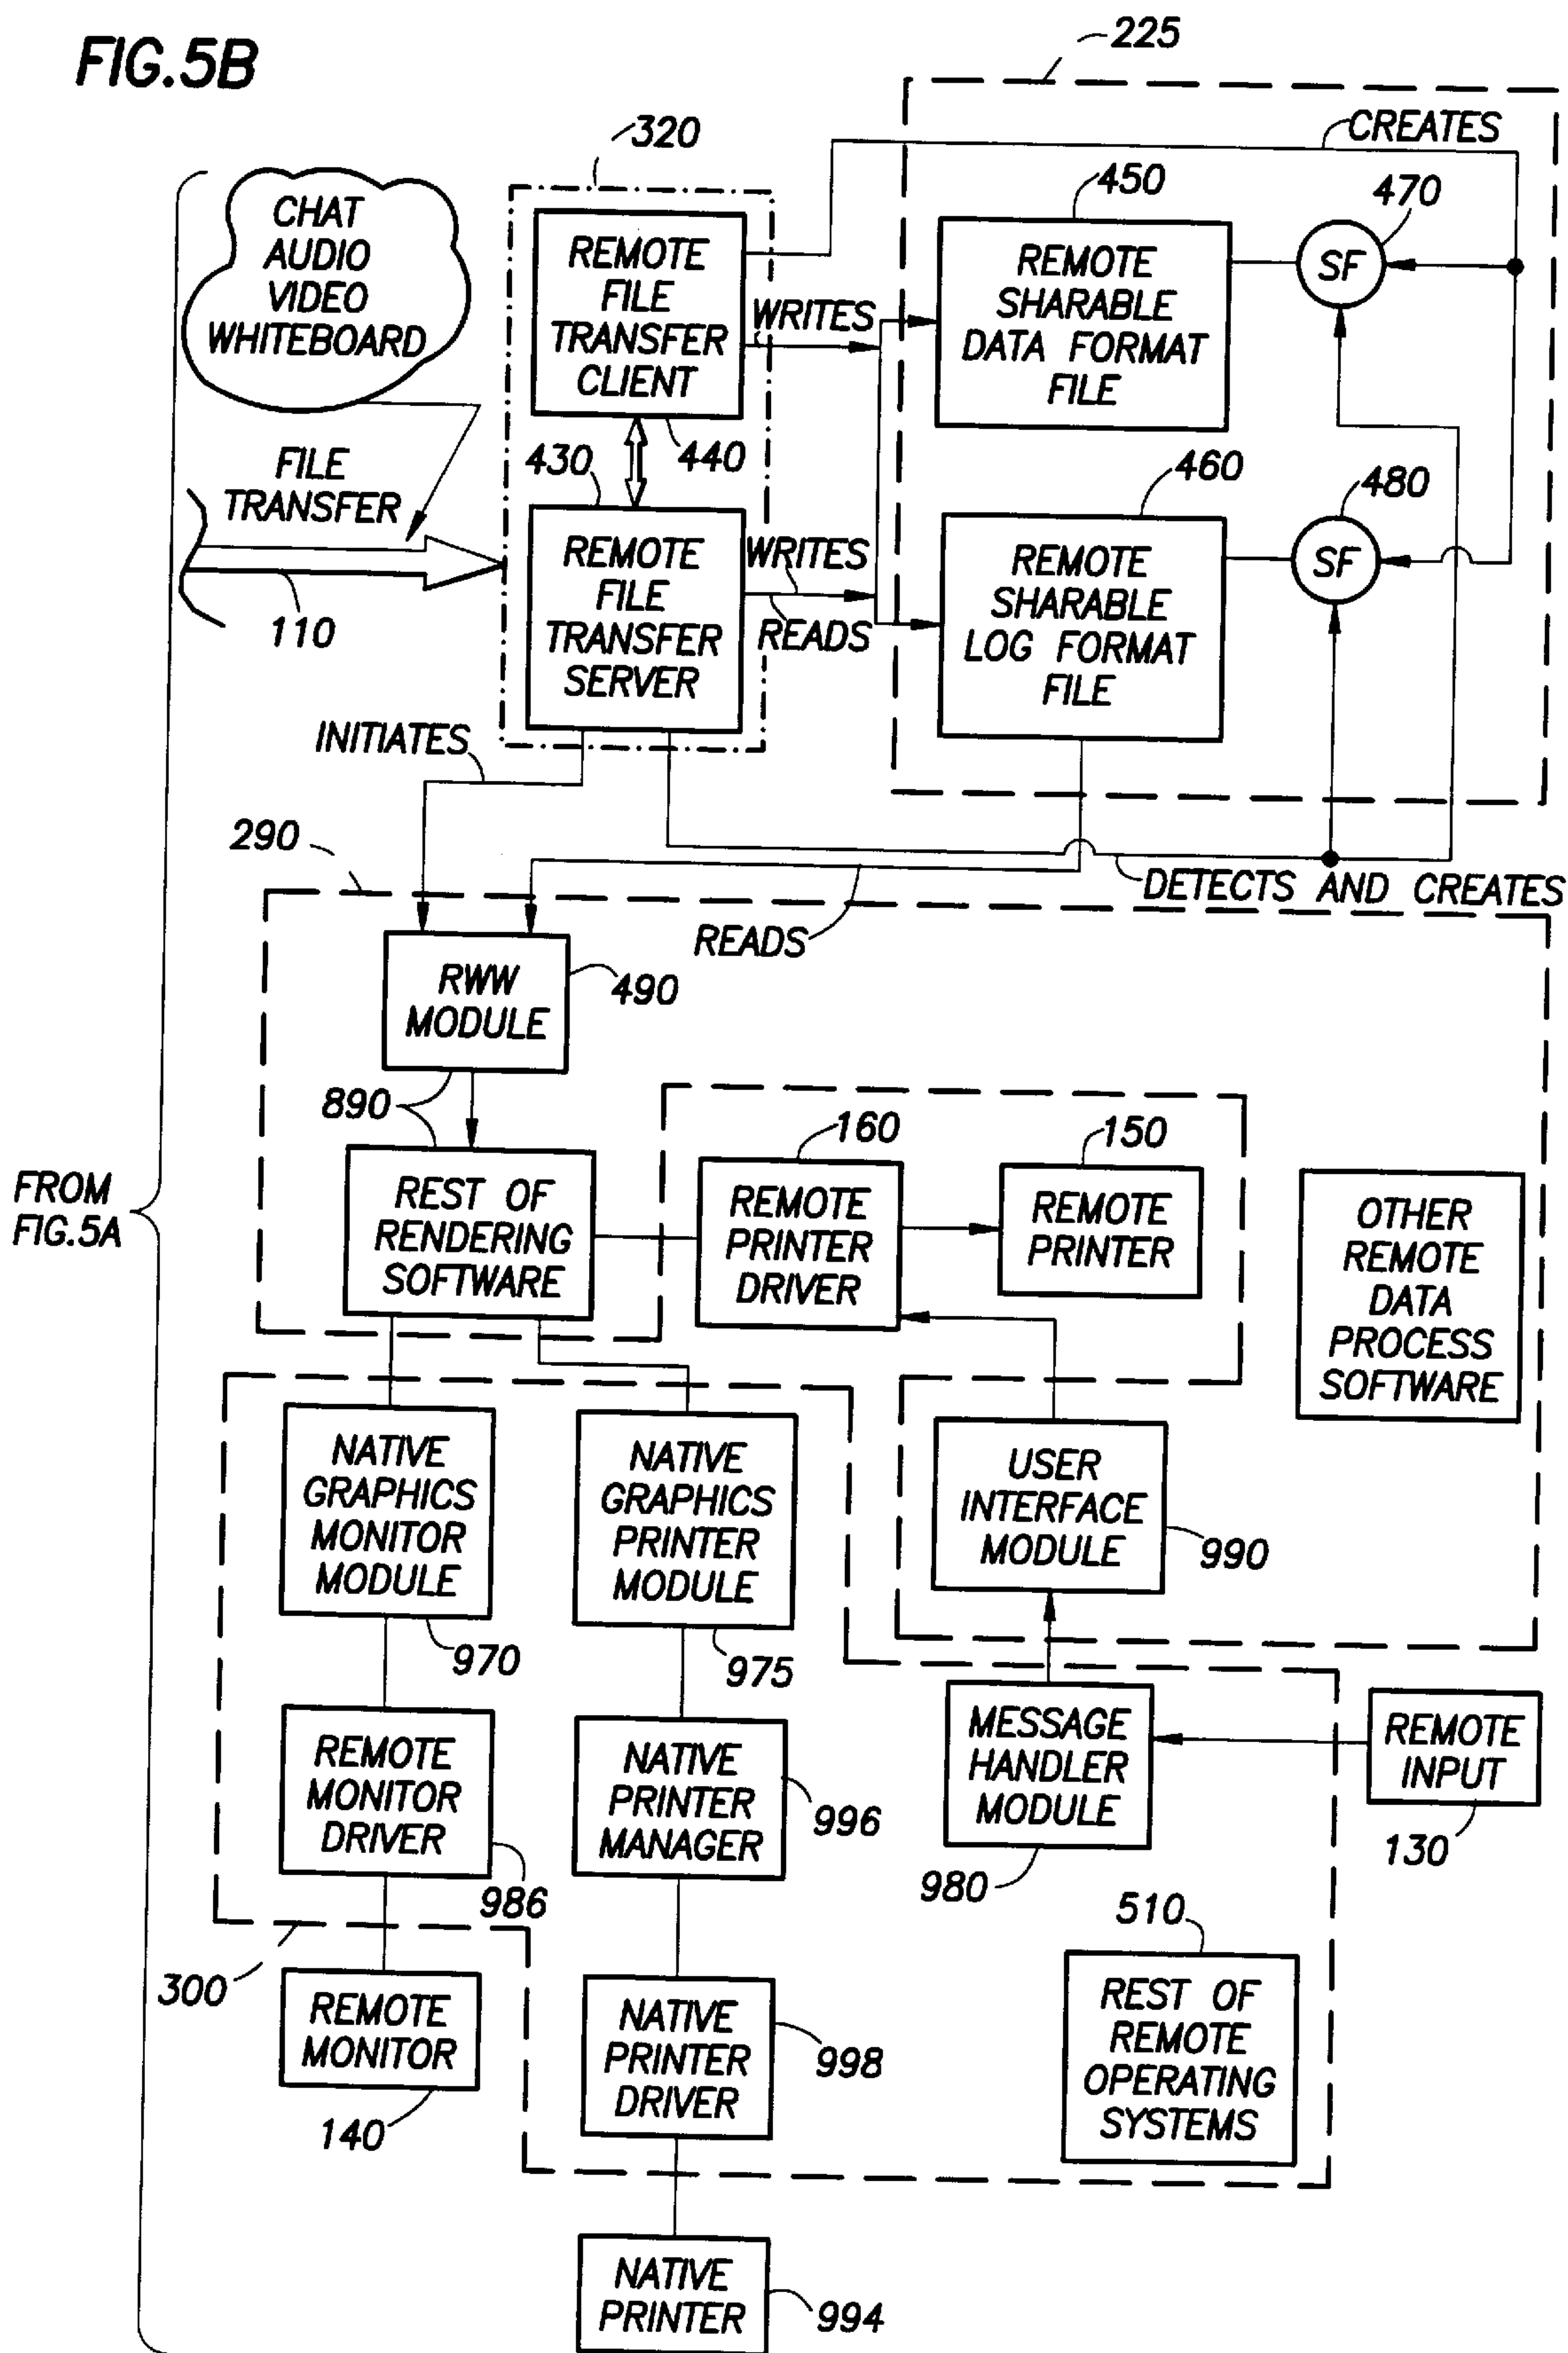 FIG.5B
225
CREATES
320
CHAT
AUDIO
VIDEO
WHITEBOARD
REMOTE
FILE
TRANSFER
CLIENT
440
WRITES
450
REMOTE
SHARABLE
DATA FORMAT
FILE
470
SF
FILE
TRANSFER
110
430
REMOTE
FILE
TRANSFER
SERVER
WRITES
READS
460
REMOTE
SHARABLE
LOG FORMAT
FILE
480
SF
INITIATES
290
DETECTS AND CREATES
READS
RWW
MODULE
490
890
FROM
FIG.5A
REST OF
RENDERING
SOFTWARE
160
REMOTE
PRINTER
DRIVER
150
REMOTE
PRINTER
OTHER
REMOTE
DATA
PROCESS
SOFTWARE
NATIVE
GRAPHICS
MONITOR
MODULE
970
NATIVE
GRAPHICS
PRINTER
MODULE
975
USER
INTERFACE
MODULE
990
REMOTE
MONITOR
DRIVER
986
NATIVE
PRINTER
MANAGER
996
MESSAGE
HANDLER
MODULE
980
REMOTE
INPUT
130
300
REMOTE
MONITOR
140
NATIVE
PRINTER
DRIVER
998
510
REST OF
REMOTE
OPERATING
SYSTEMS
NATIVE
PRINTER
994